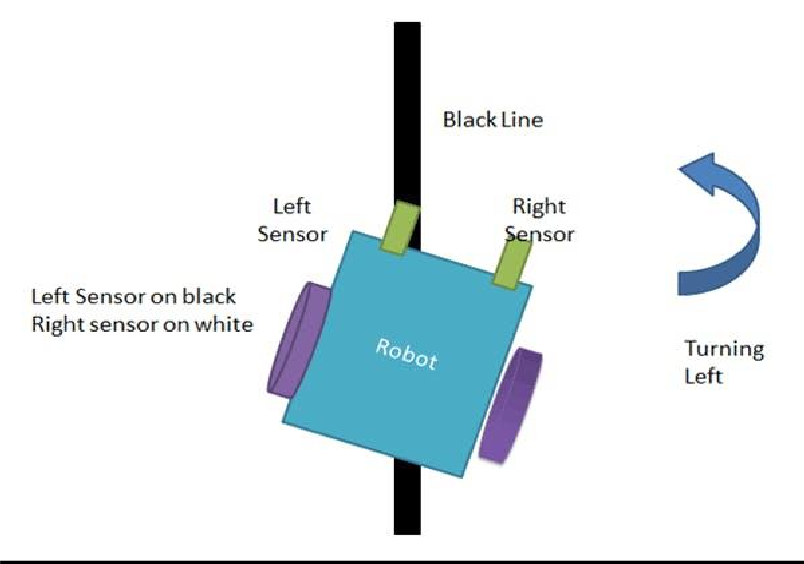 Black Line
Left
Sensor
Right
Sensor
Left Sensor on black
Right sensor on white
Robot
Turning
Left